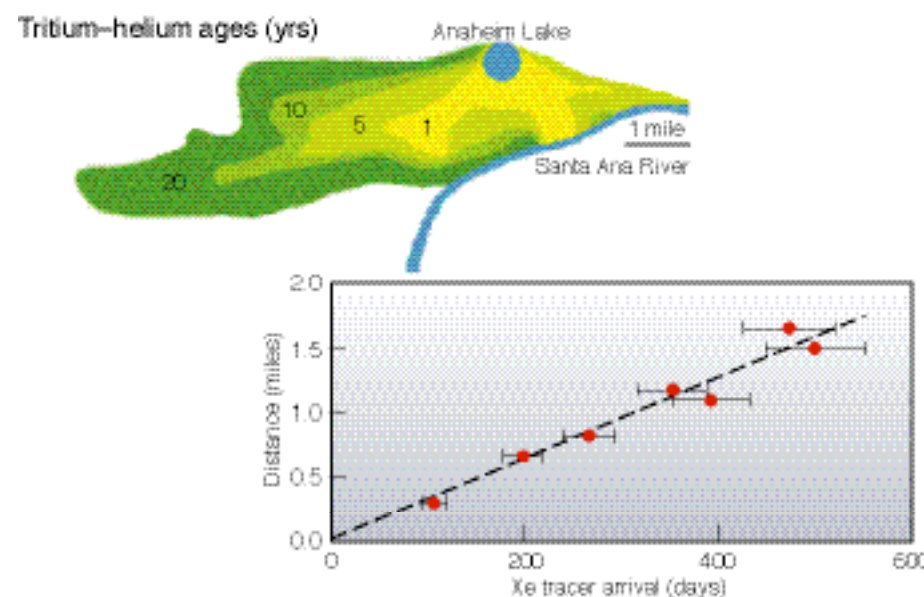 Tritium–helium ages (yrs)
Anaheim Lake
10
5
1
20
1 mile
Santa Ana River
2.0
1.5
1.0
0.5
0.0
Distance (miles)
0
200
400
600
Xe tracer arrival (days)